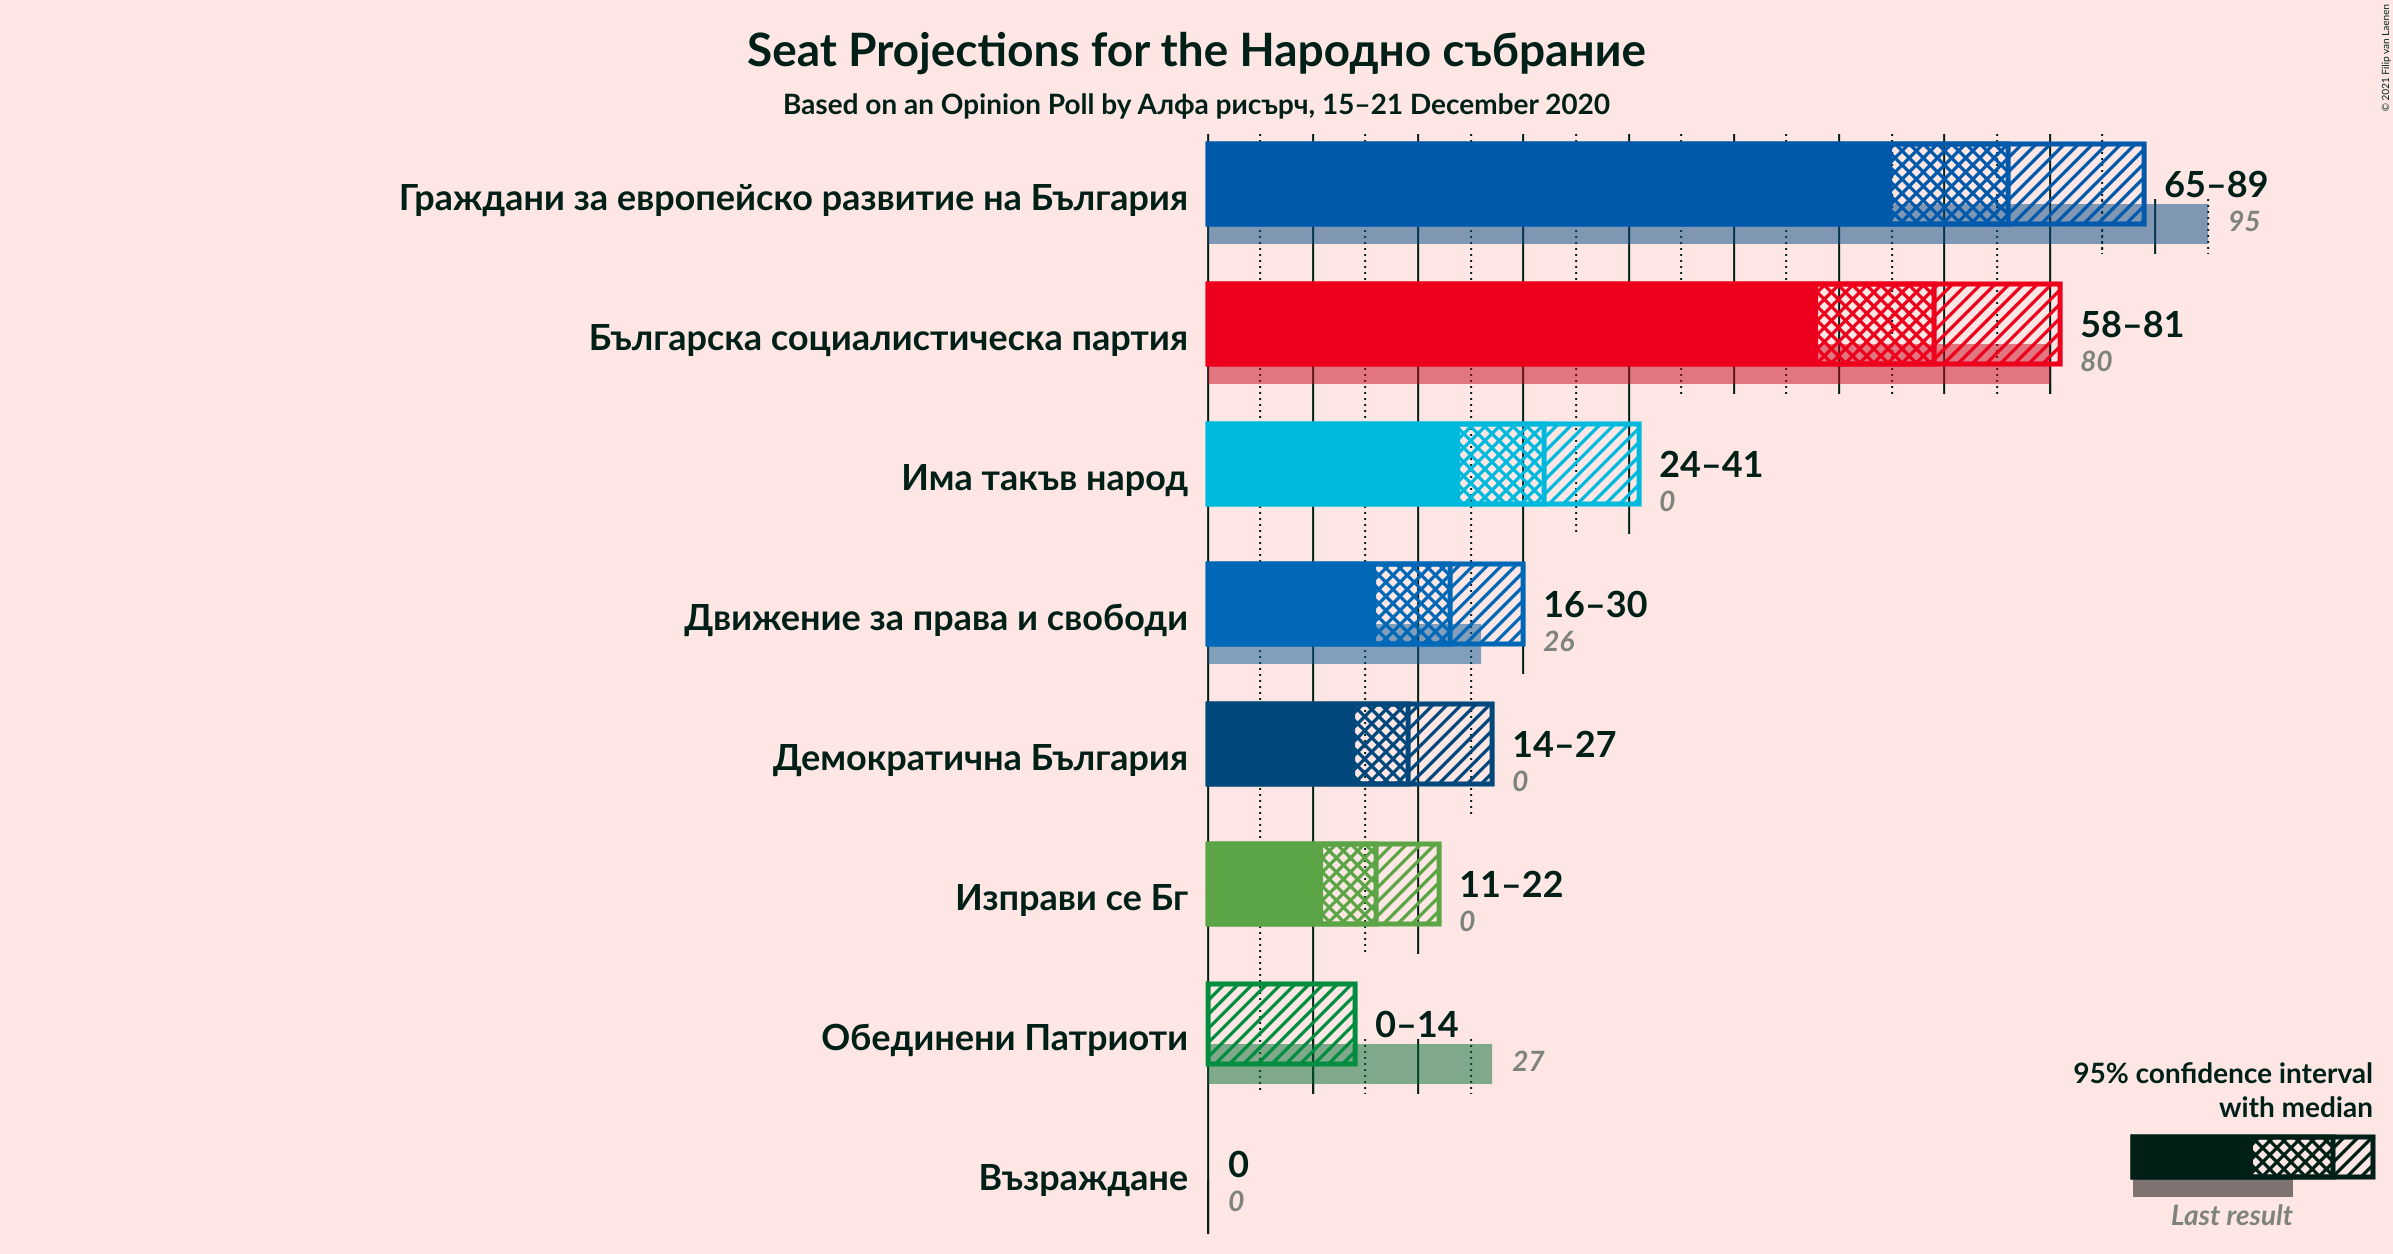 Seat Projections for the Народно събрание
Based on an Opinion Poll by Алфа рисърч, 15–21 December 2020
© 2021 Filip van Laenen
Граждани за европейско развитие на България
65–89
95
Българска социалистическа партия
58–81
80
Има такъв народ
24–41
0
Движение за права и свободи
16–30
26
Демократична България
14–27
0
Изправи се Бг
11–22
0
Обединени Патриоти
0–14
27
Възраждане
0
0
95% confidence interval
with median
Last result